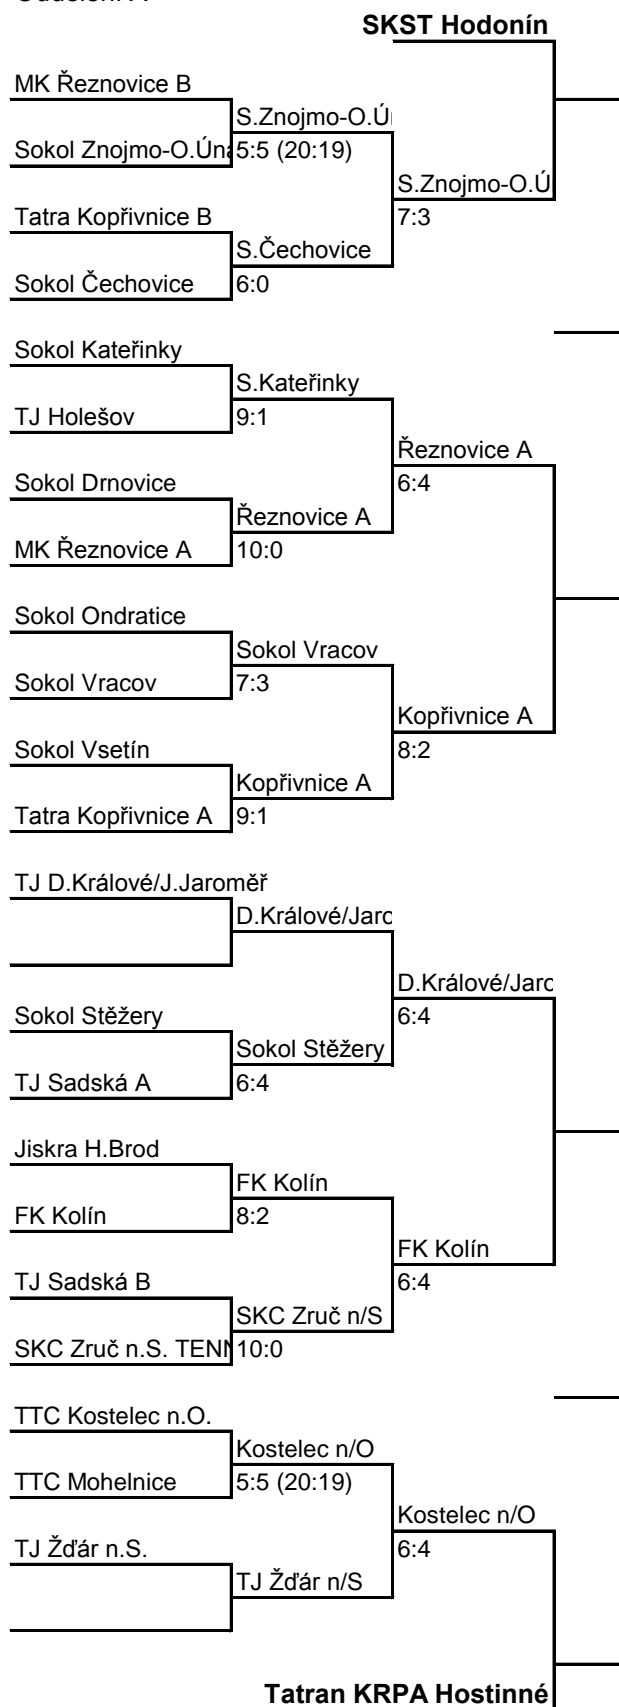 SKST Hodonín
MK Řeznovice B
S.Znojmo-O.Ú
Sokol Znojmo-O.Úna
5:5 (20:19)
S.Znojmo-O.Ú
Tatra Kopřivnice B
7:3
S.Čechovice
Sokol Čechovice
6:0
Sokol Kateřinky
S.Kateřinky
TJ Holešov
9:1
Řeznovice A
Sokol Drnovice
6:4
Řeznovice A
MK Řeznovice A
10:0
Sokol Ondratice
Sokol Vracov
Sokol Vracov
7:3
Kopřivnice A
Sokol Vsetín
8:2
Kopřivnice A
Tatra Kopřivnice A
9:1
TJ D.Králové/J.Jaroměř
D.Králové/Jaro
D.Králové/Jaro
Sokol Stěžery
6:4
Sokol Stěžery
TJ Sadská A
6:4
Jiskra H.Brod
FK Kolín
FK Kolín
8:2
FK Kolín
TJ Sadská B
6:4
SKC Zruč n/S
SKC Zruč n.S. TENN
10:0
TTC Kostelec n.O.
Kostelec n/O
TTC Mohelnice
5:5 (20:19)
Kostelec n/O
TJ Žďár n.S.
6:4
TJ Žďár n/S
Tatran KRPA Hostinné